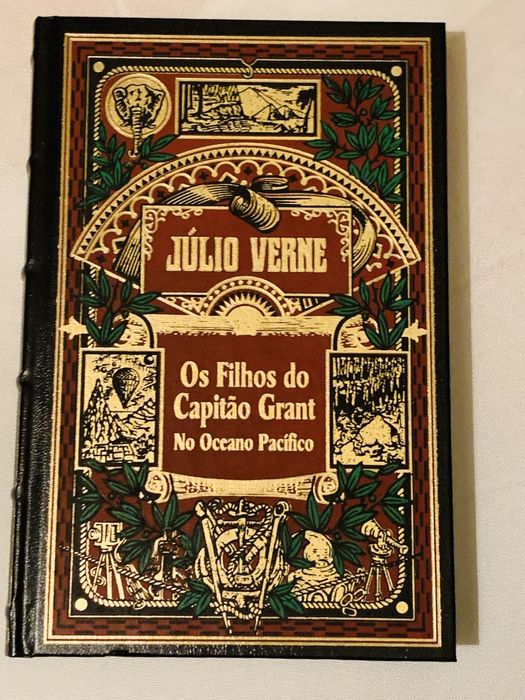 JÚLIO VERNE
Os Filhos do
Capitão Grant
No Oceano Pacífico